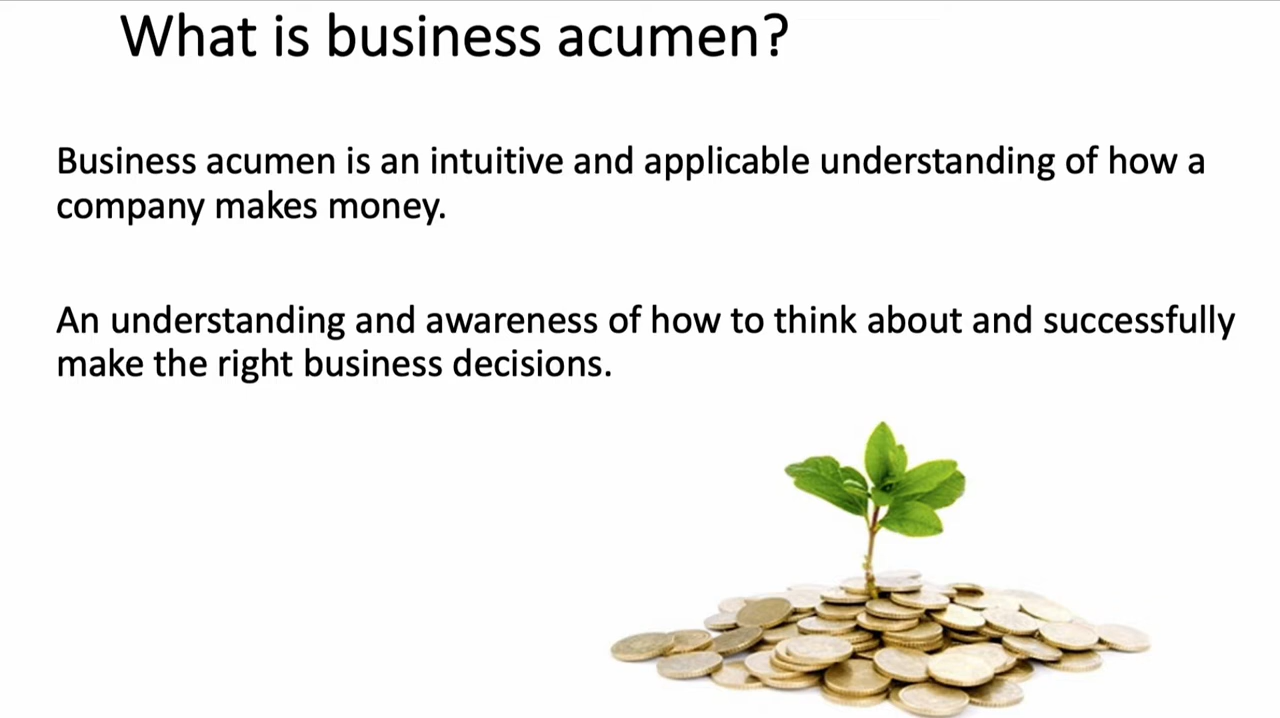 What is business acumen?
Business acumen is an intuitive and applicable understanding of how a
company makes money.
An understanding and awareness of how to think about and successfully
make the right business decisions.